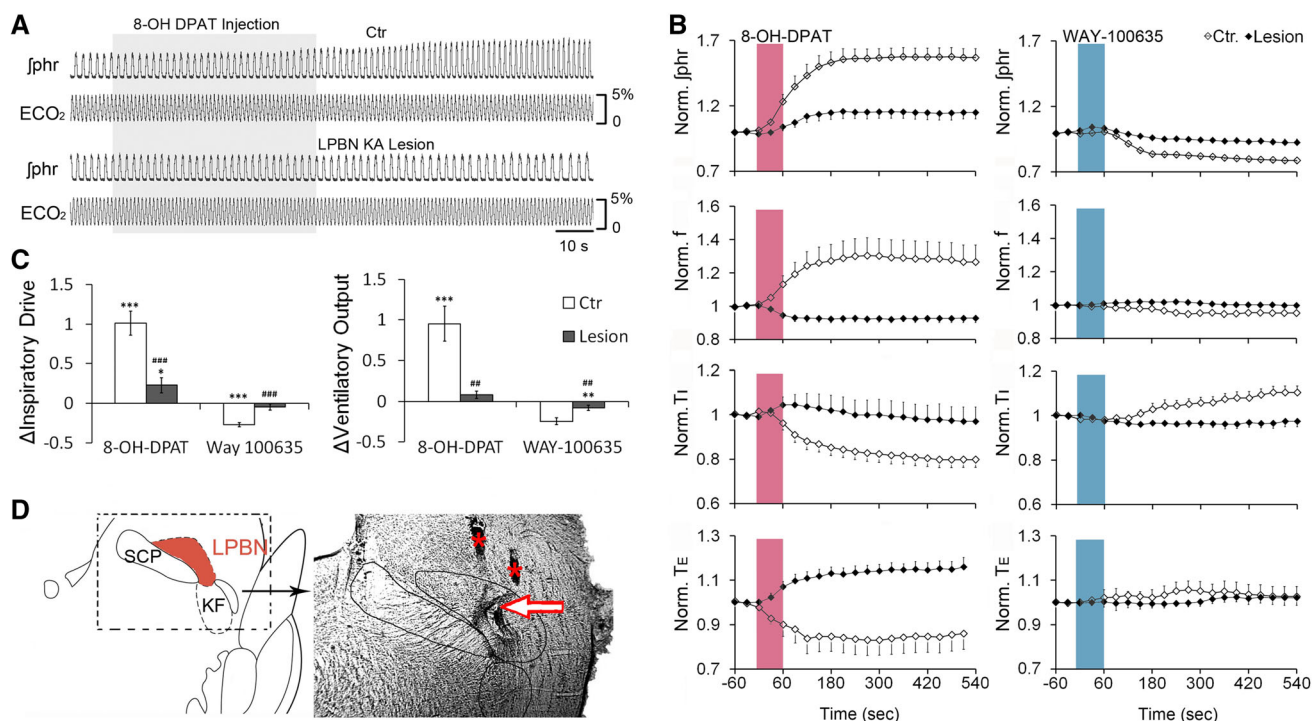 A
8-OH DPAT Injection
Ctr
∫phr
ECO2
5%
0
LPBN KA Lesion
∫phr
ECO2
5%
0
10 s
B
8-OH-DPAT
WAY-100635
Ctr. Lesion
Norm. ∫phr
1.7
1.2
0.7
Norm. ∫phr
1.7
1.2
0.7
Norm. f
1.6
1.4
1.2
1
0.8
Norm. f
1.6
1.4
1.2
1
0.8
Norm. TI
1.2
1
0.8
0.6
Norm. TI
1.2
1
0.8
0.6
Norm. TE
1.3
1.1
0.9
0.7
-60 60 180 300 420 540
Time (sec)
Norm. TE
1.3
1.1
0.9
0.7
-60 60 180 300 420 540
Time (sec)
C
ΔInspiratory Drive
1.5
1
0.5
0
-0.5
***
###
*
***
###
8-OH-DPAT Way 100635
ΔVentilatory Output
1.5
1
0.5
0
-0.5
***
##
##
**
8-OH-DPAT WAY-100635
Ctr
Lesion
D
SCP
LPBN
KF
*
*